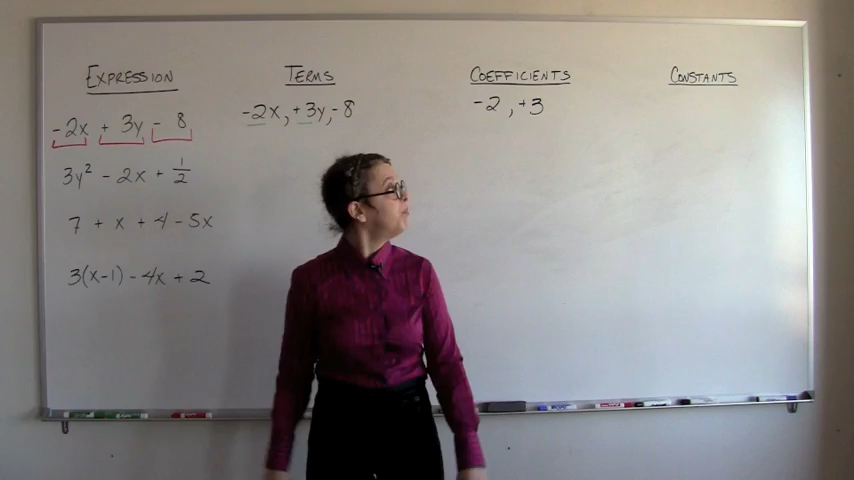 EXPRESSION TERMS COEFFICIENTS CONSTANTS
-2x + 3y - 8 -2x, +3y, -8 -2, +3
3y² - 2x + 1/2
7 + x + 4 - 5x
3(x-1) - 4x + 2